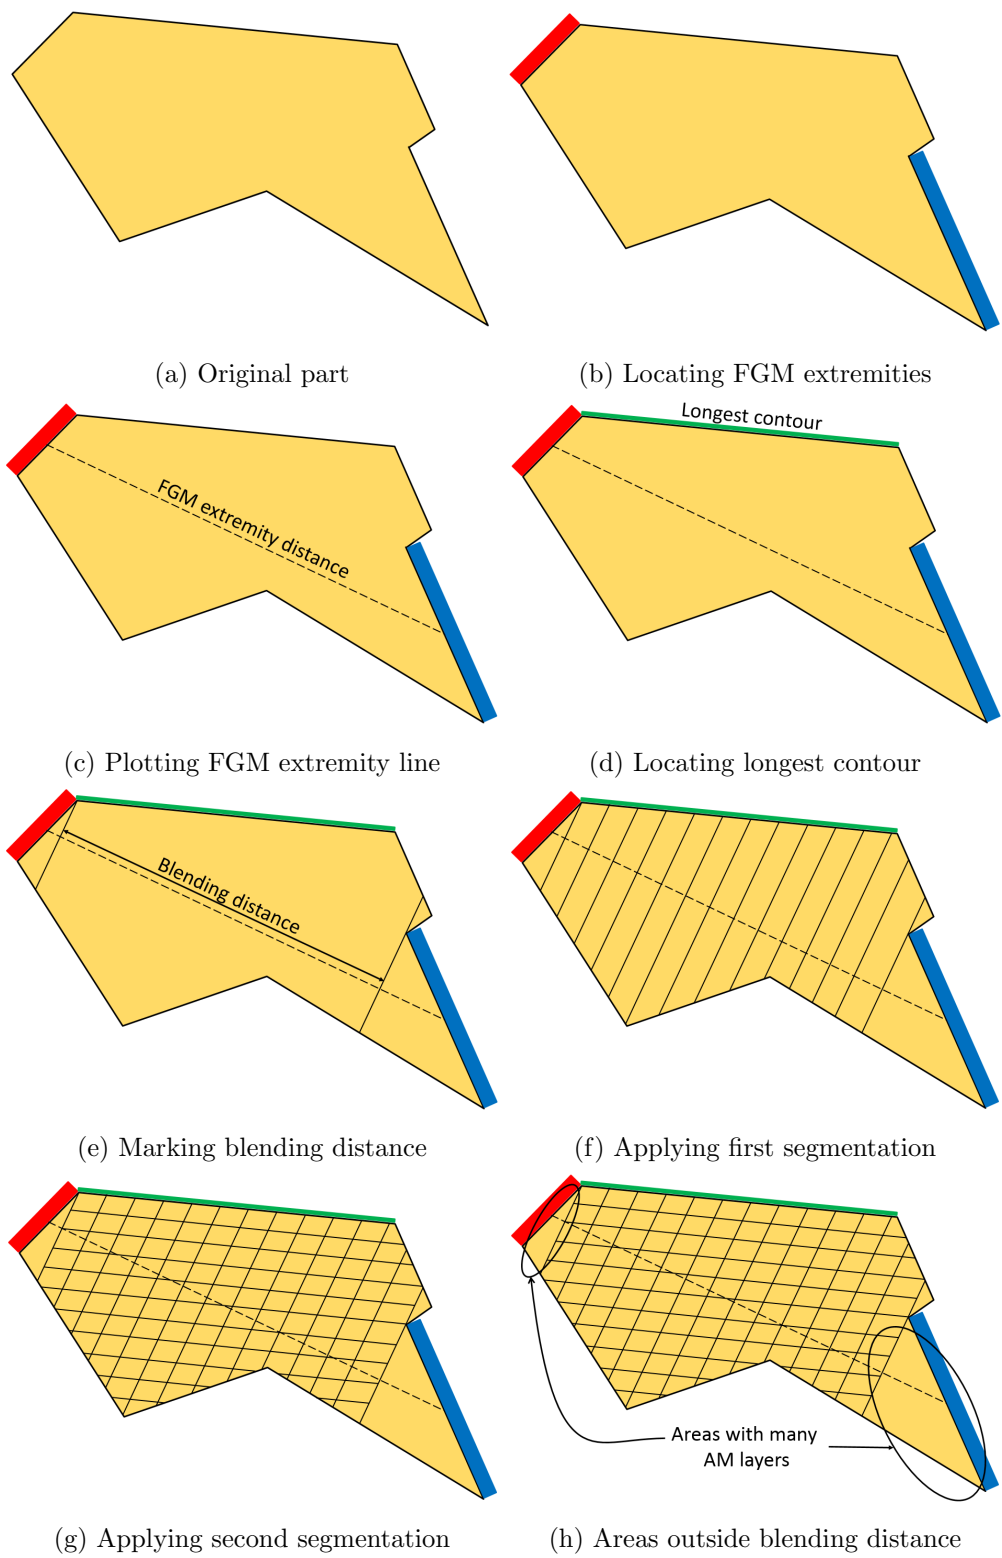 (a) Original part
(b) Locating FGM extremities
FGM extremity distance
Longest contour
(c) Plotting FGM extremity line
(d) Locating longest contour
Blending distance
(e) Marking blending distance
(f) Applying first segmentation
Areas with many
AM layers
(g) Applying second segmentation
(h) Areas outside blending distance